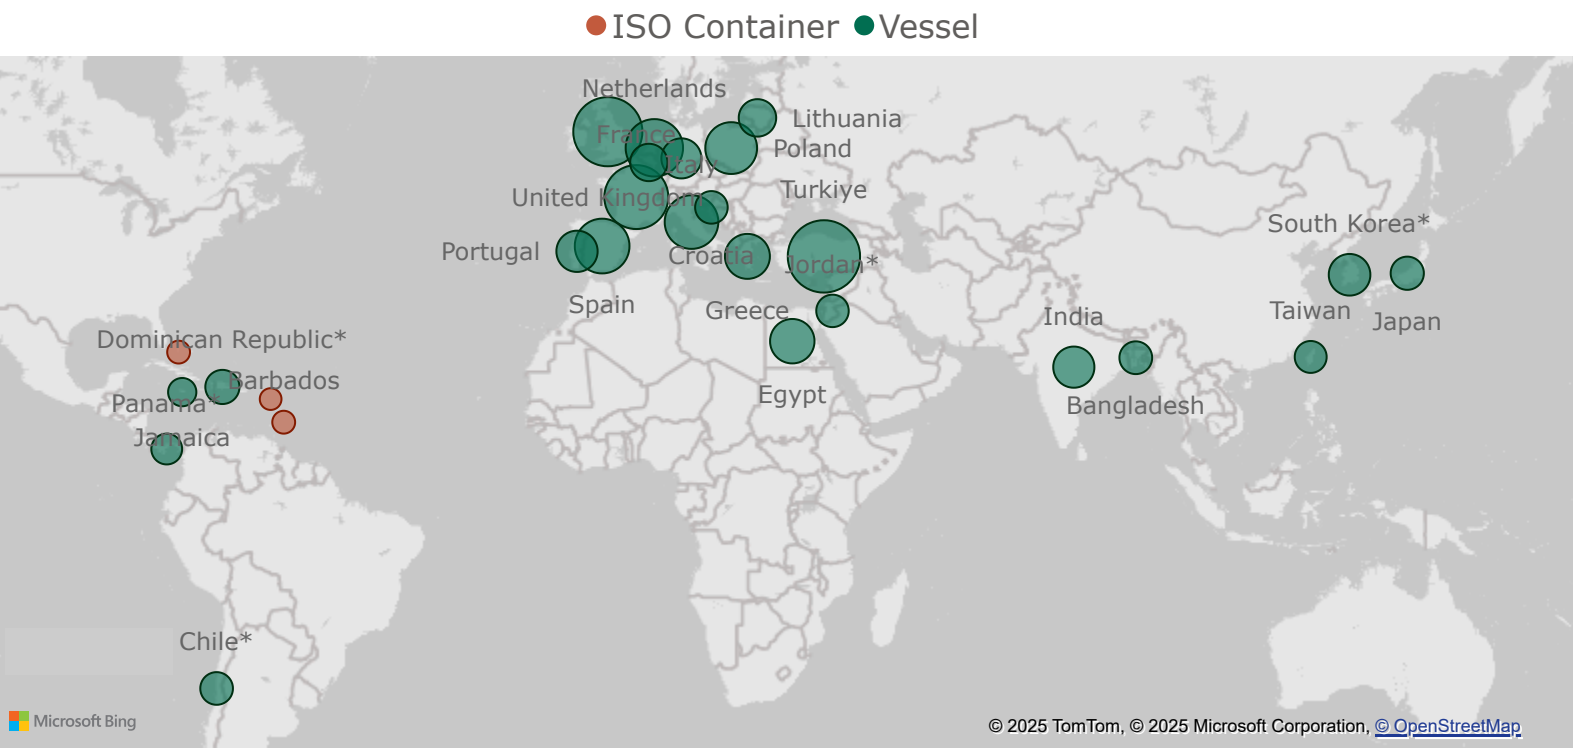 ISO Container Vessel
Netherlands
Lithuania
France
Poland
Italy
Turkiye
United Kingdom
South Korea*
Portugal
Croatia
Jordan*
Spain
Greece
India
Taiwan
Japan
Dominican Republic*
Barbados
Egypt
Panama*
Bangladesh
Jamaica
Chile*
Microsoft Bing
© 2025 TomTom, © 2025 Microsoft Corporation, © OpenStreetMap